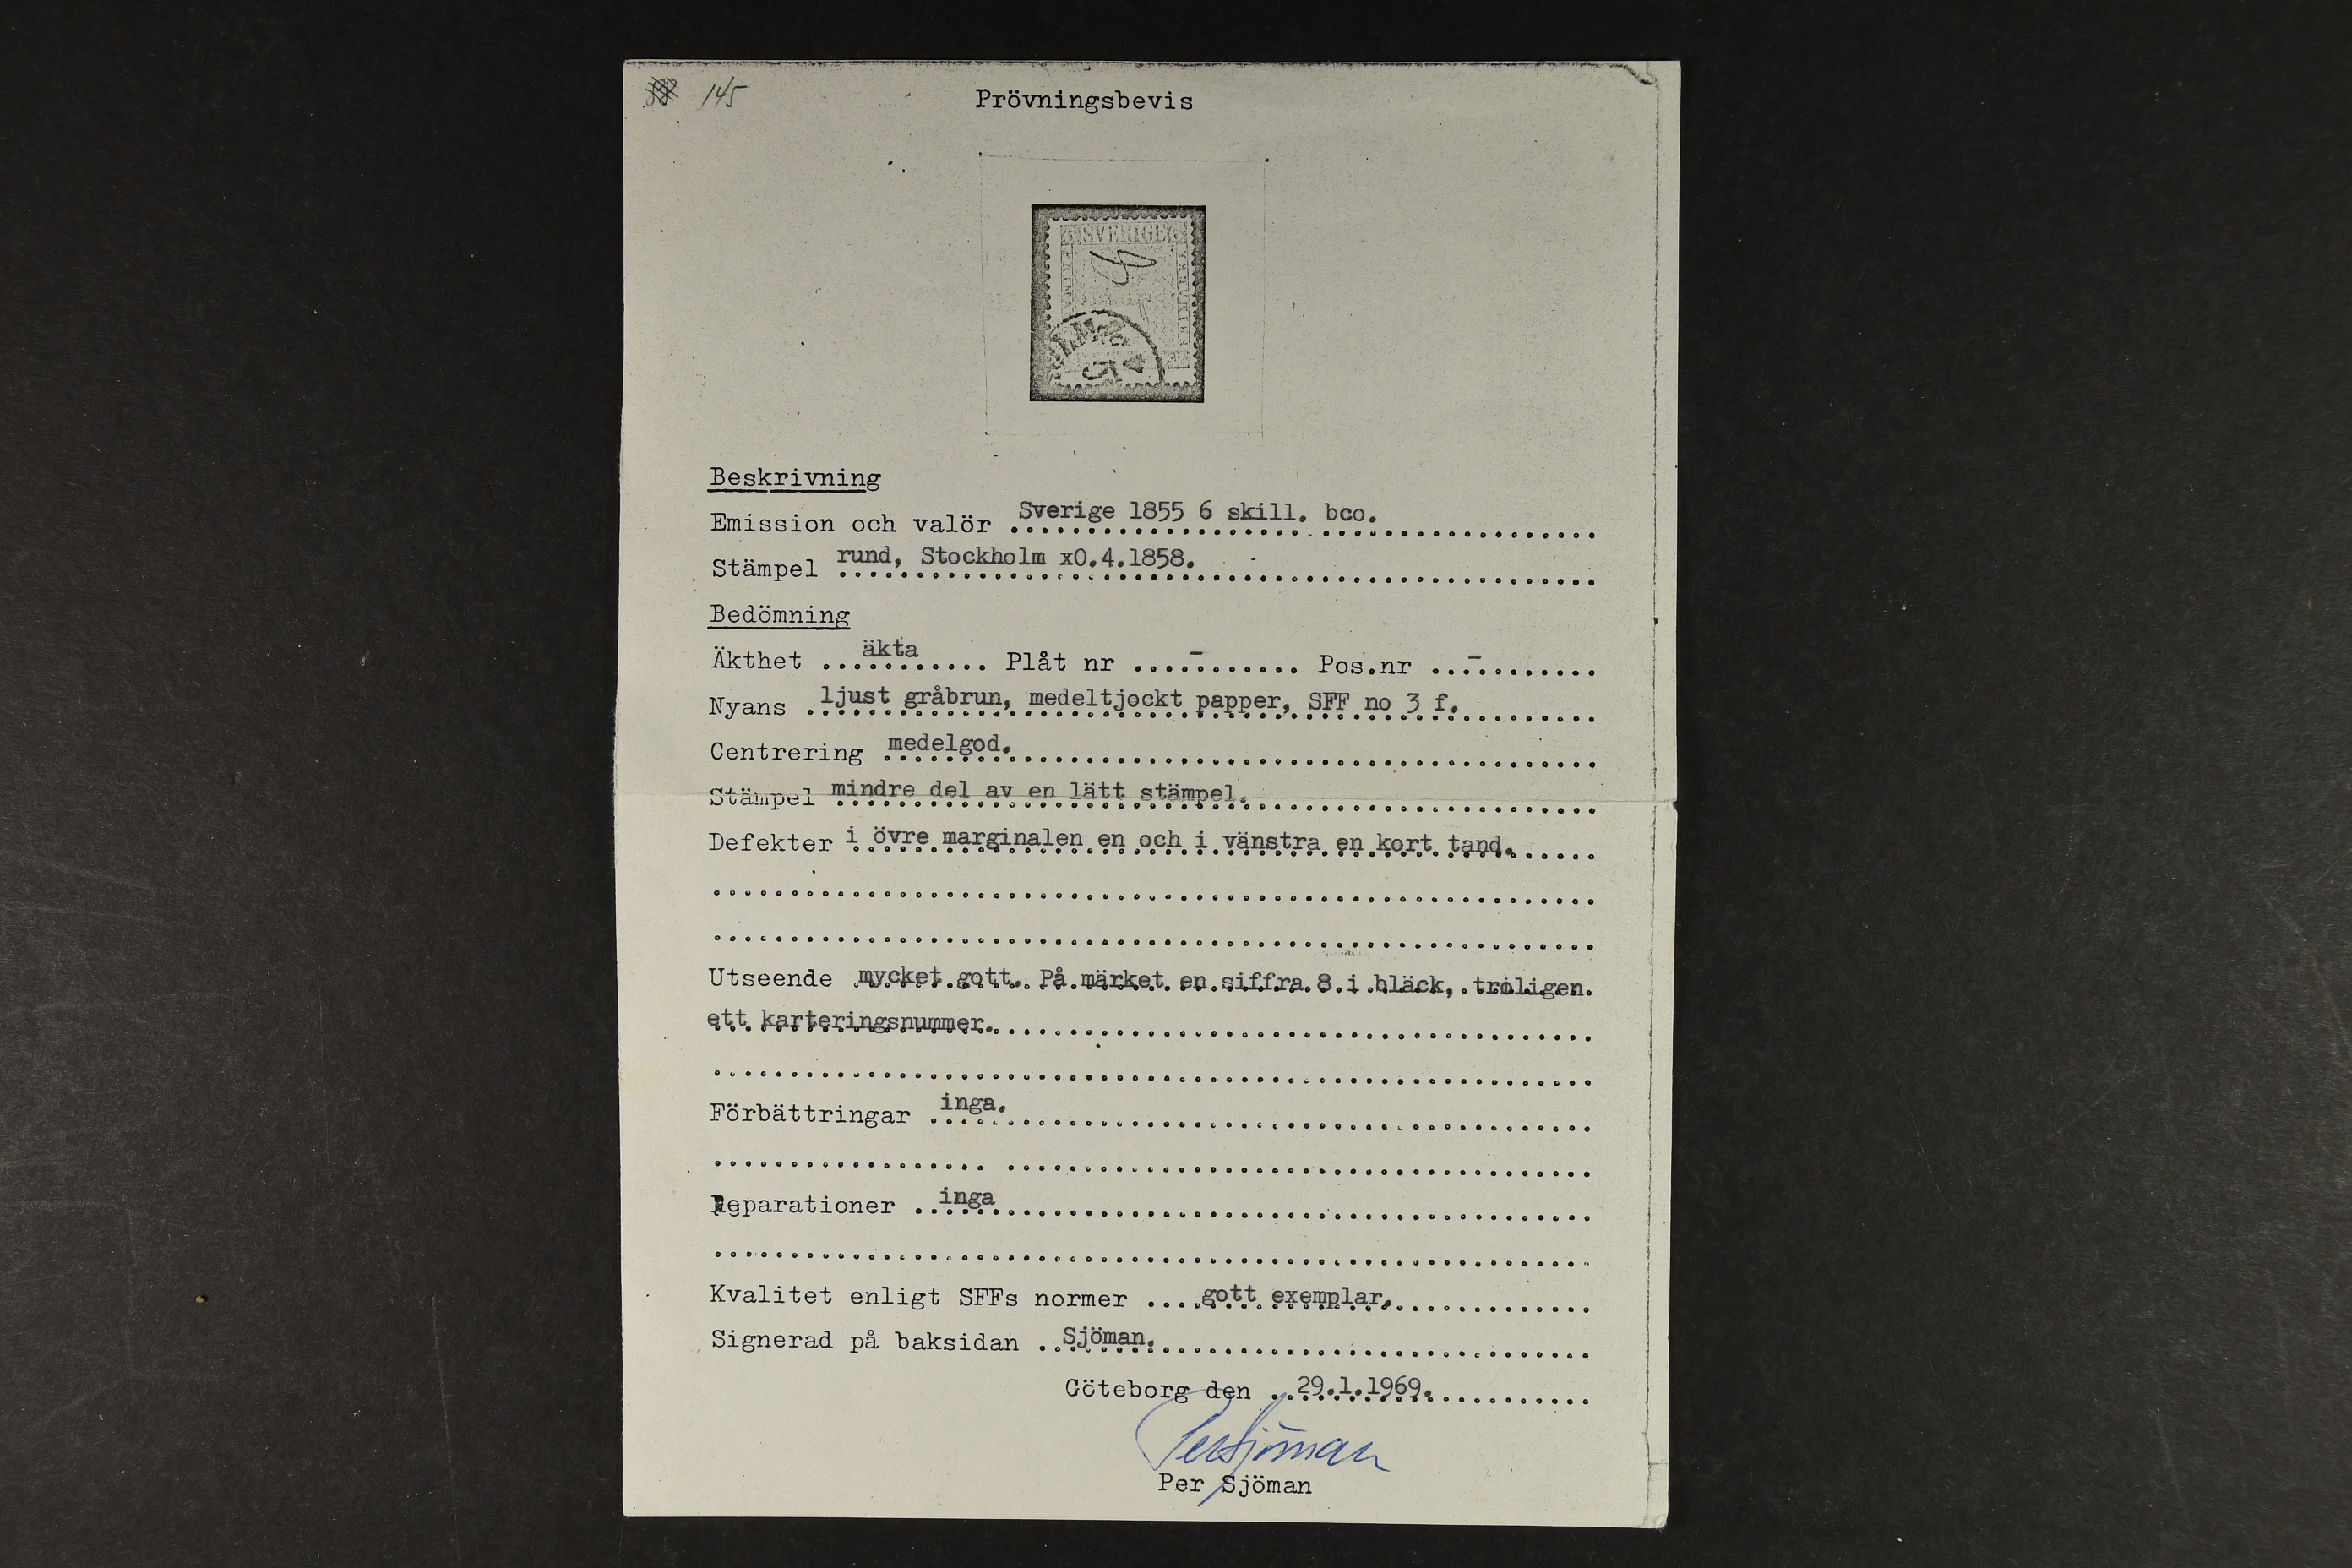 145
Prövningsbevis
6 SVERIGE 6
Beskrivning
Emission och valör Sverige 1855 6 skill. bco.
Stämpel rund, Stockholm x0.4.1858.
Bedömning
Äkthet äkta Plåt nr - Pos.nr -
Nyans ljust gråbrun, medeltjockt papper, SFF no 3 f.
Centrering medelgod.
Stämpel mindre del av en lätt stämpel.
Defekter i övre marginalen en och i vänstra en kort tand.
Utseende mycket gott. På märket en siffra 8 i bläck, troligen
ett karteringsnummer.
Förbättringar inga.
Reparationer inga
Kvalitet enligt SFFs normer gott exemplar.
Signerad på baksidan Sjöman.
Göteborg den 29.1.1969.
Per Sjöman
Per Sjöman